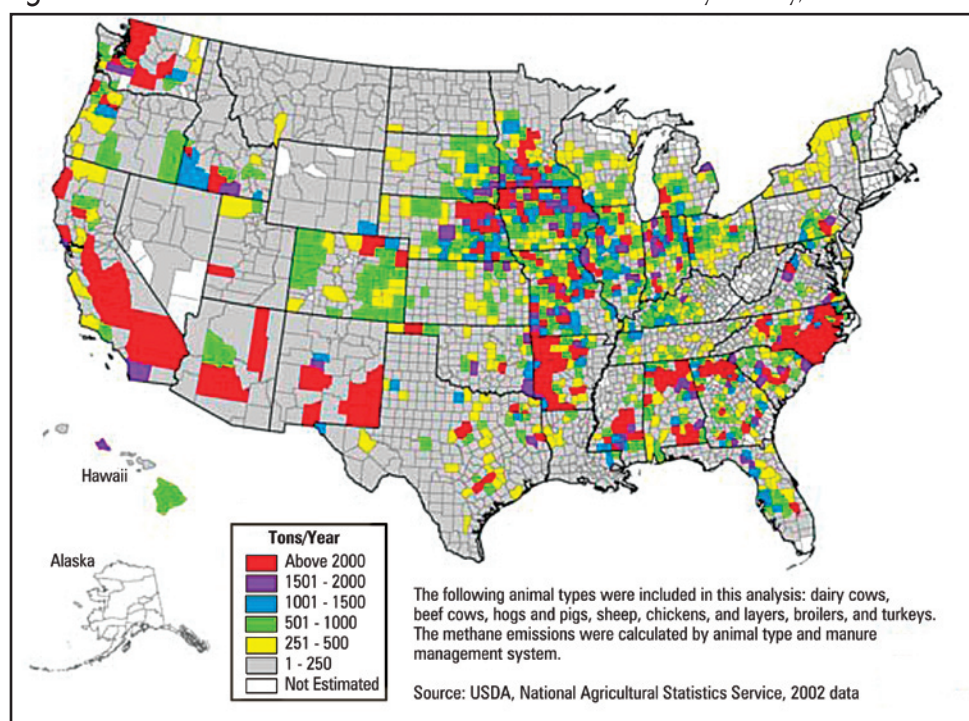 Hawaii
Alaska
Tons/Year
Above 2000
1501 - 2000
1001 - 1500
501 - 1000
251 - 500
1 - 250
Not Estimated
The following animal types were included in this analysis: dairy cows,
beef cows, hogs and pigs, sheep, chickens, and layers, broilers, and turkeys.
The methane emissions were calculated by animal type and manure
management system.
Source: USDA, National Agricultural Statistics Service, 2002 data